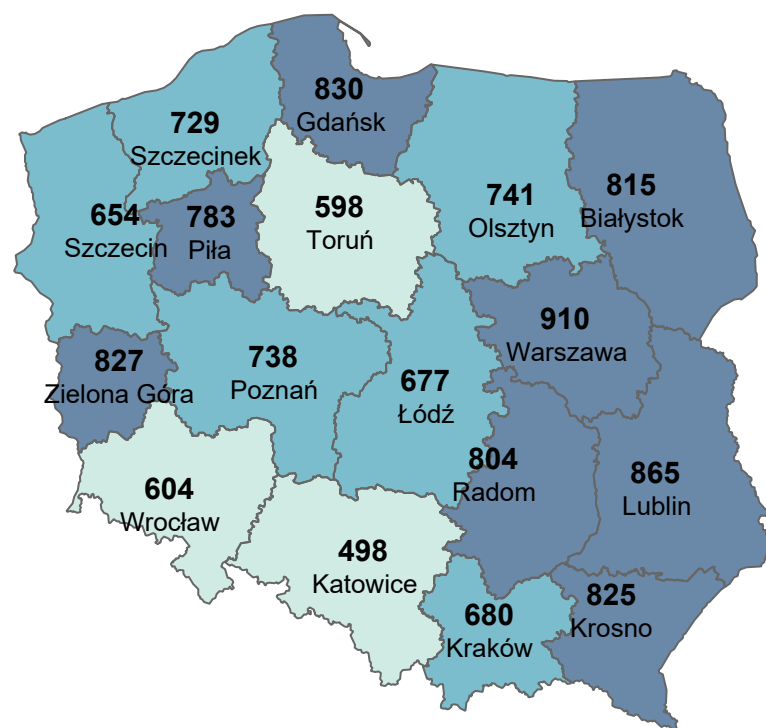 830
Gdańsk
729
Szczecinek
815
Białystok
741
Olsztyn
598
Toruń
783
Piła
654
Szczecin
910
Warszawa
738
Poznań
827
Zielona Góra
677
Łódź
804
Radom
865
Lublin
604
Wrocław
498
Katowice
825
Krosno
680
Kraków